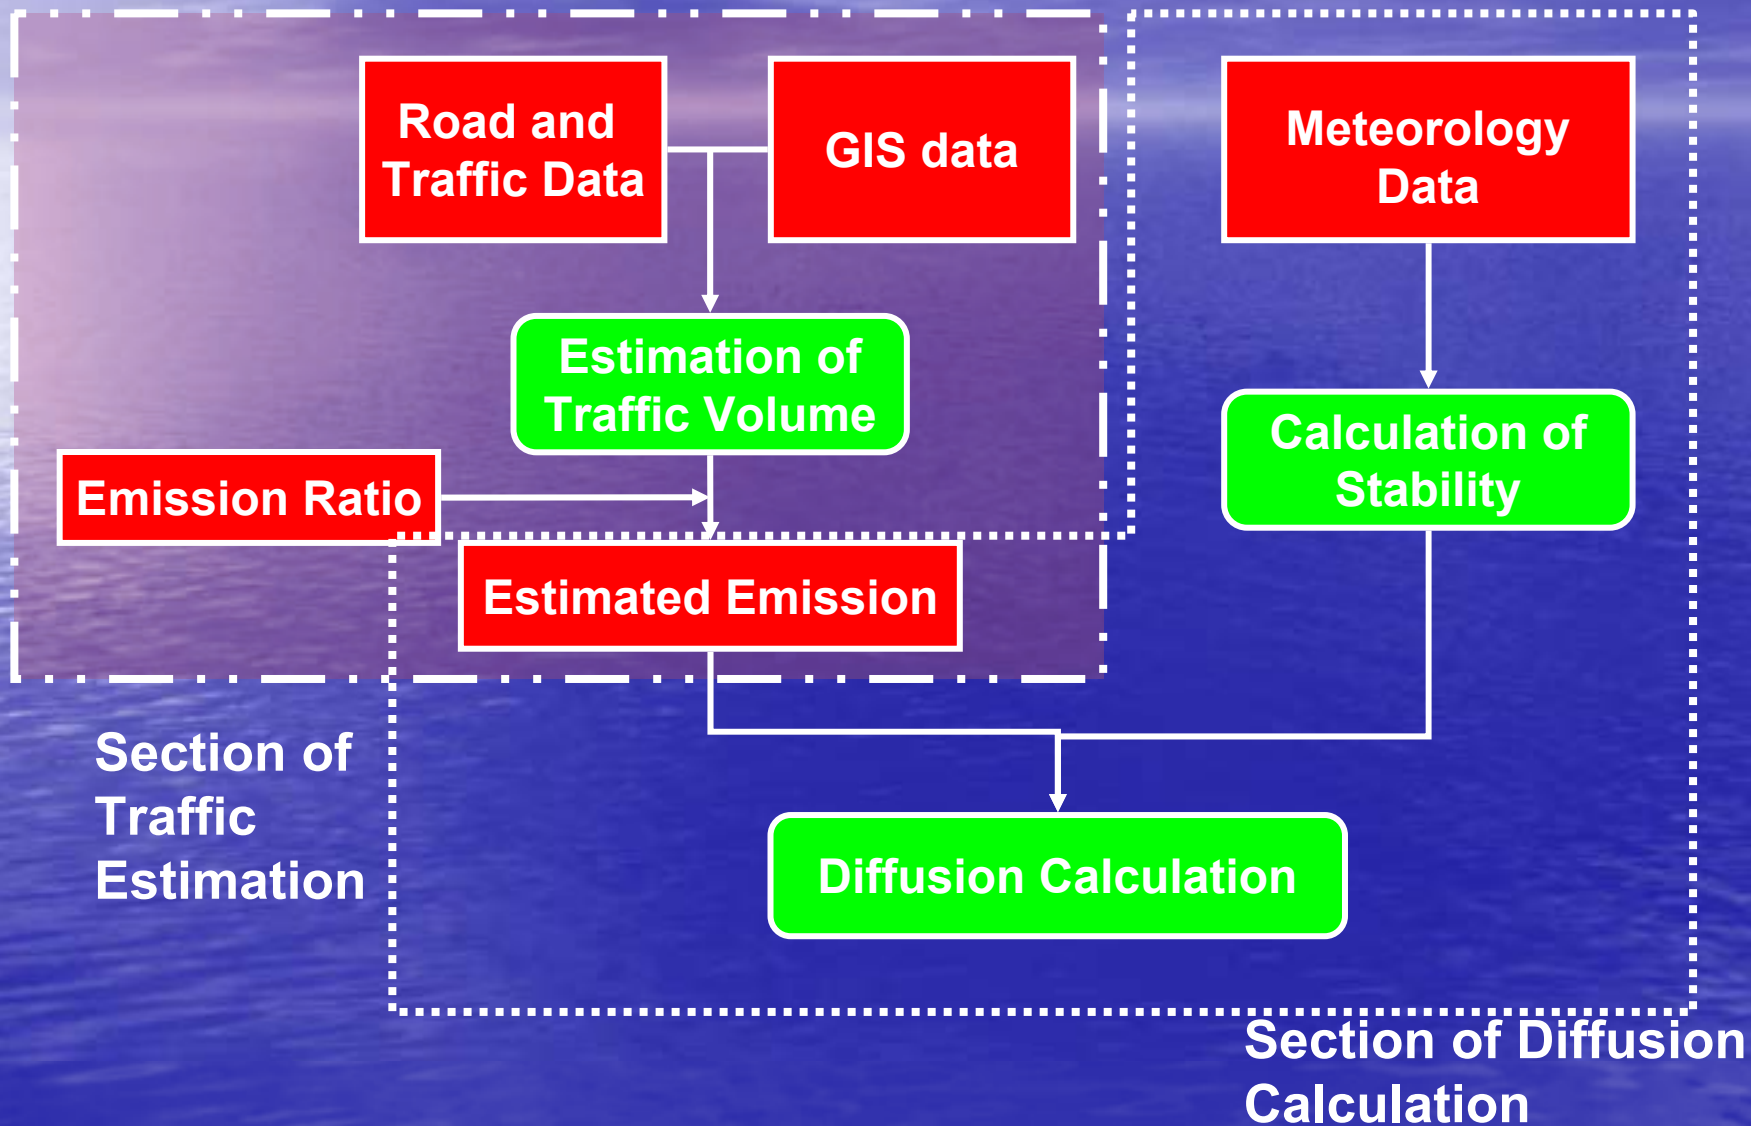 Road and
Traffic Data
GIS data
Meteorology
Data
Estimation of
Traffic Volume
Calculation of
Stability
Emission Ratio
Estimated Emission
Section of
Traffic
Estimation
Diffusion Calculation
Section of Diffusion
Calculation